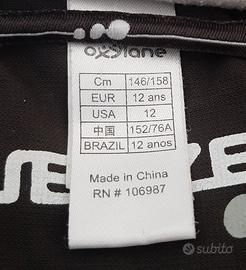 oxylane
Cm 146/158
EUR 12 ans
USA 12
中国 152/76A
BRAZIL 12 anos
Made in China
RN # 106987
subito